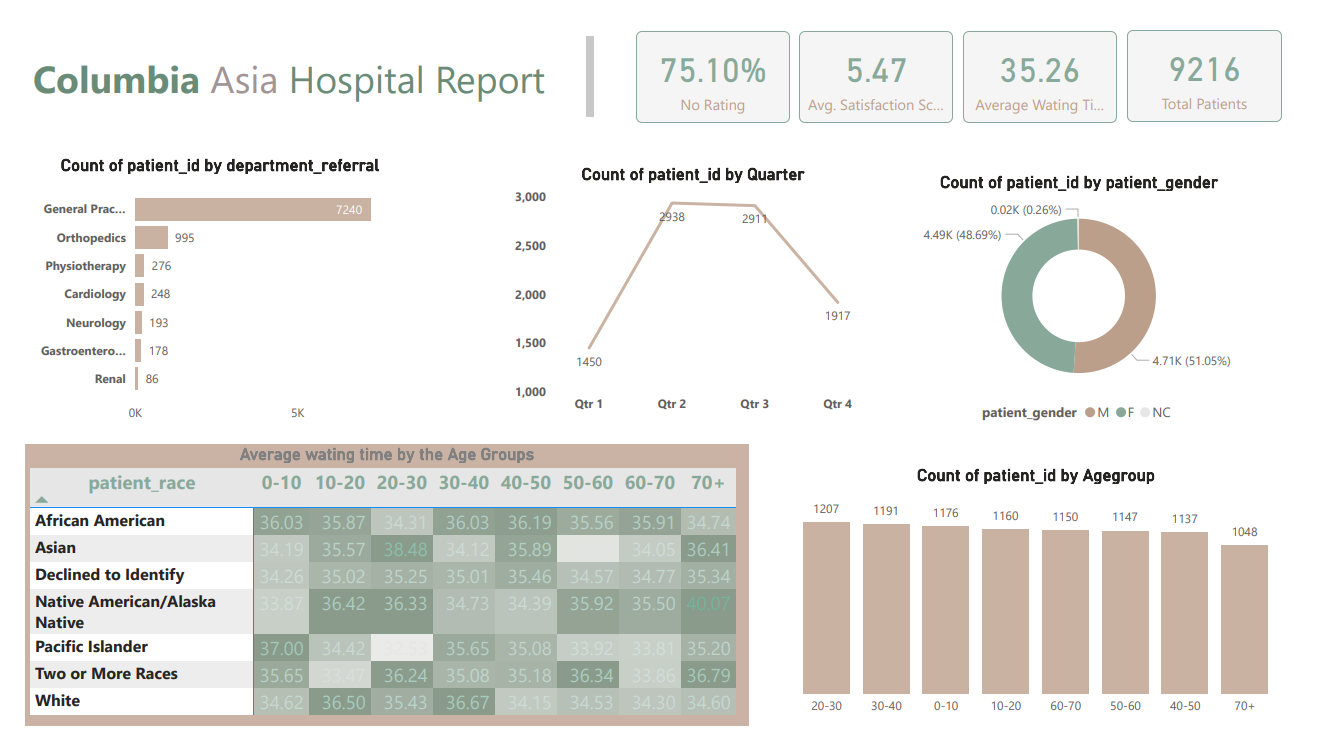 Columbia Asia Hospital Report
75.10%
No Rating
5.47
Avg. Satisfaction Sc...
35.26
Average Wating Ti...
9216
Total Patients
Count of patient_id by department_referral
General Prac... 7240
Orthopedics 995
Physiotherapy 276
Cardiology 248
Neurology 193
Gastroentero... 178
Renal 86
0K 5K
Count of patient_id by Quarter
3,000
2,500
2,000
1,500
1,000
2938
2911
1917
1450
Qtr 1 Qtr 2 Qtr 3 Qtr 4
Count of patient_id by patient_gender
0.02K (0.26%)
4.49K (48.69%)
4.71K (51.05%)
patient_gender M F NC
Average wating time by the Age Groups
patient_race 0-10 10-20 20-30 30-40 40-50 50-60 60-70 70+
African American 36.03 35.87 34.31 36.03 36.19 35.56 35.91 34.74
Asian 34.19 35.57 38.48 34.12 35.89 34.05 36.41
Declined to Identify 34.26 35.02 35.25 35.01 35.46 34.57 34.77 35.34
Native American/Alaska
Native 33.87 36.42 36.33 34.73 34.39 35.92 35.50 40.07
Pacific Islander 37.00 34.42 35.65 35.08 33.92 33.81 35.20
Two or More Races 35.65 33.47 36.24 35.08 35.18 36.34 33.86 36.79
White 34.62 36.50 35.43 36.67 34.15 34.53 34.30 34.60
Count of patient_id by Agegroup
1207 1191 1176 1160 1150 1147 1137 1048
20-30 30-40 0-10 10-20 60-70 50-60 40-50 70+